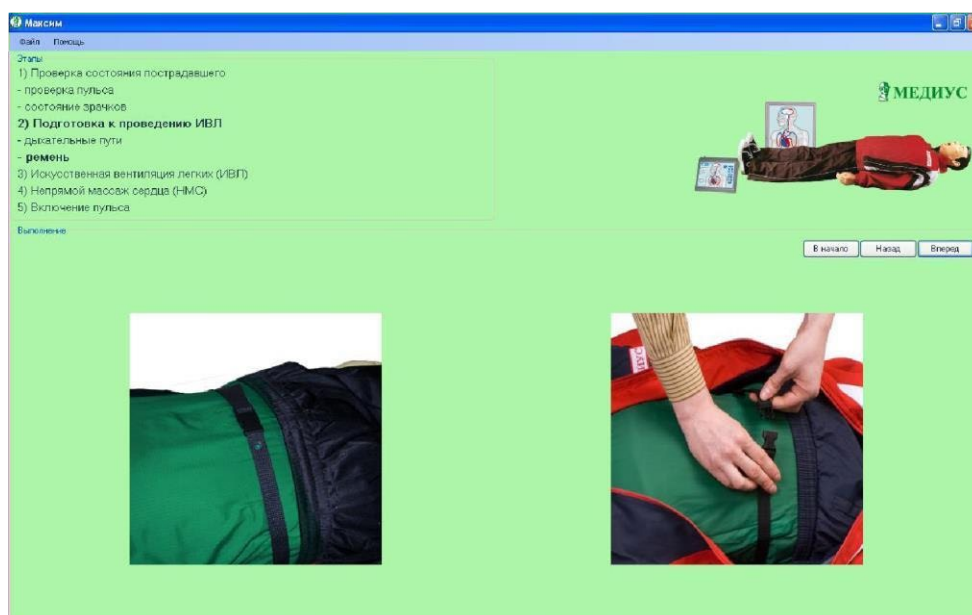 Максим
Файл Помощь
Этапы
1) Проверка состояния пострадавшего
- проверка пульса
- состояние зрачков
2) Подготовка к проведению ИВЛ
- дыхательные пути
- ремень
3) Искусственная вентиляция легких (ИВЛ)
4) Непрямой массаж сердца (НМС)
5) Включение пульса
МЕДИУС
Выполнение
В начало Назад Вперед